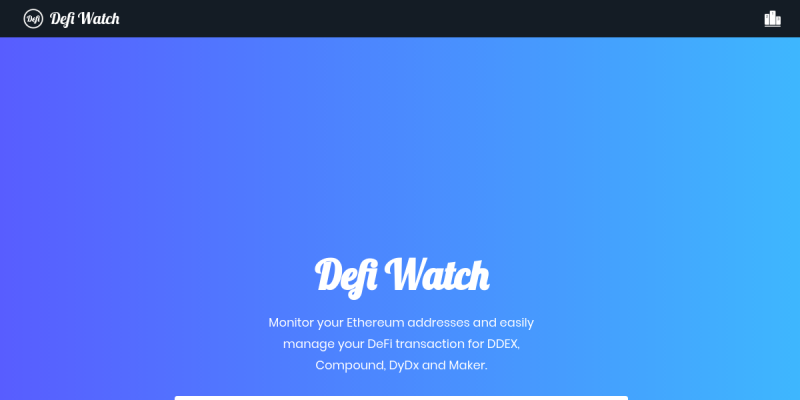 Defi Defi Watch
Defi Watch
Monitor your Ethereum addresses and easily
manage your DeFi transaction for DDEX,
Compound, DyDx and Maker.